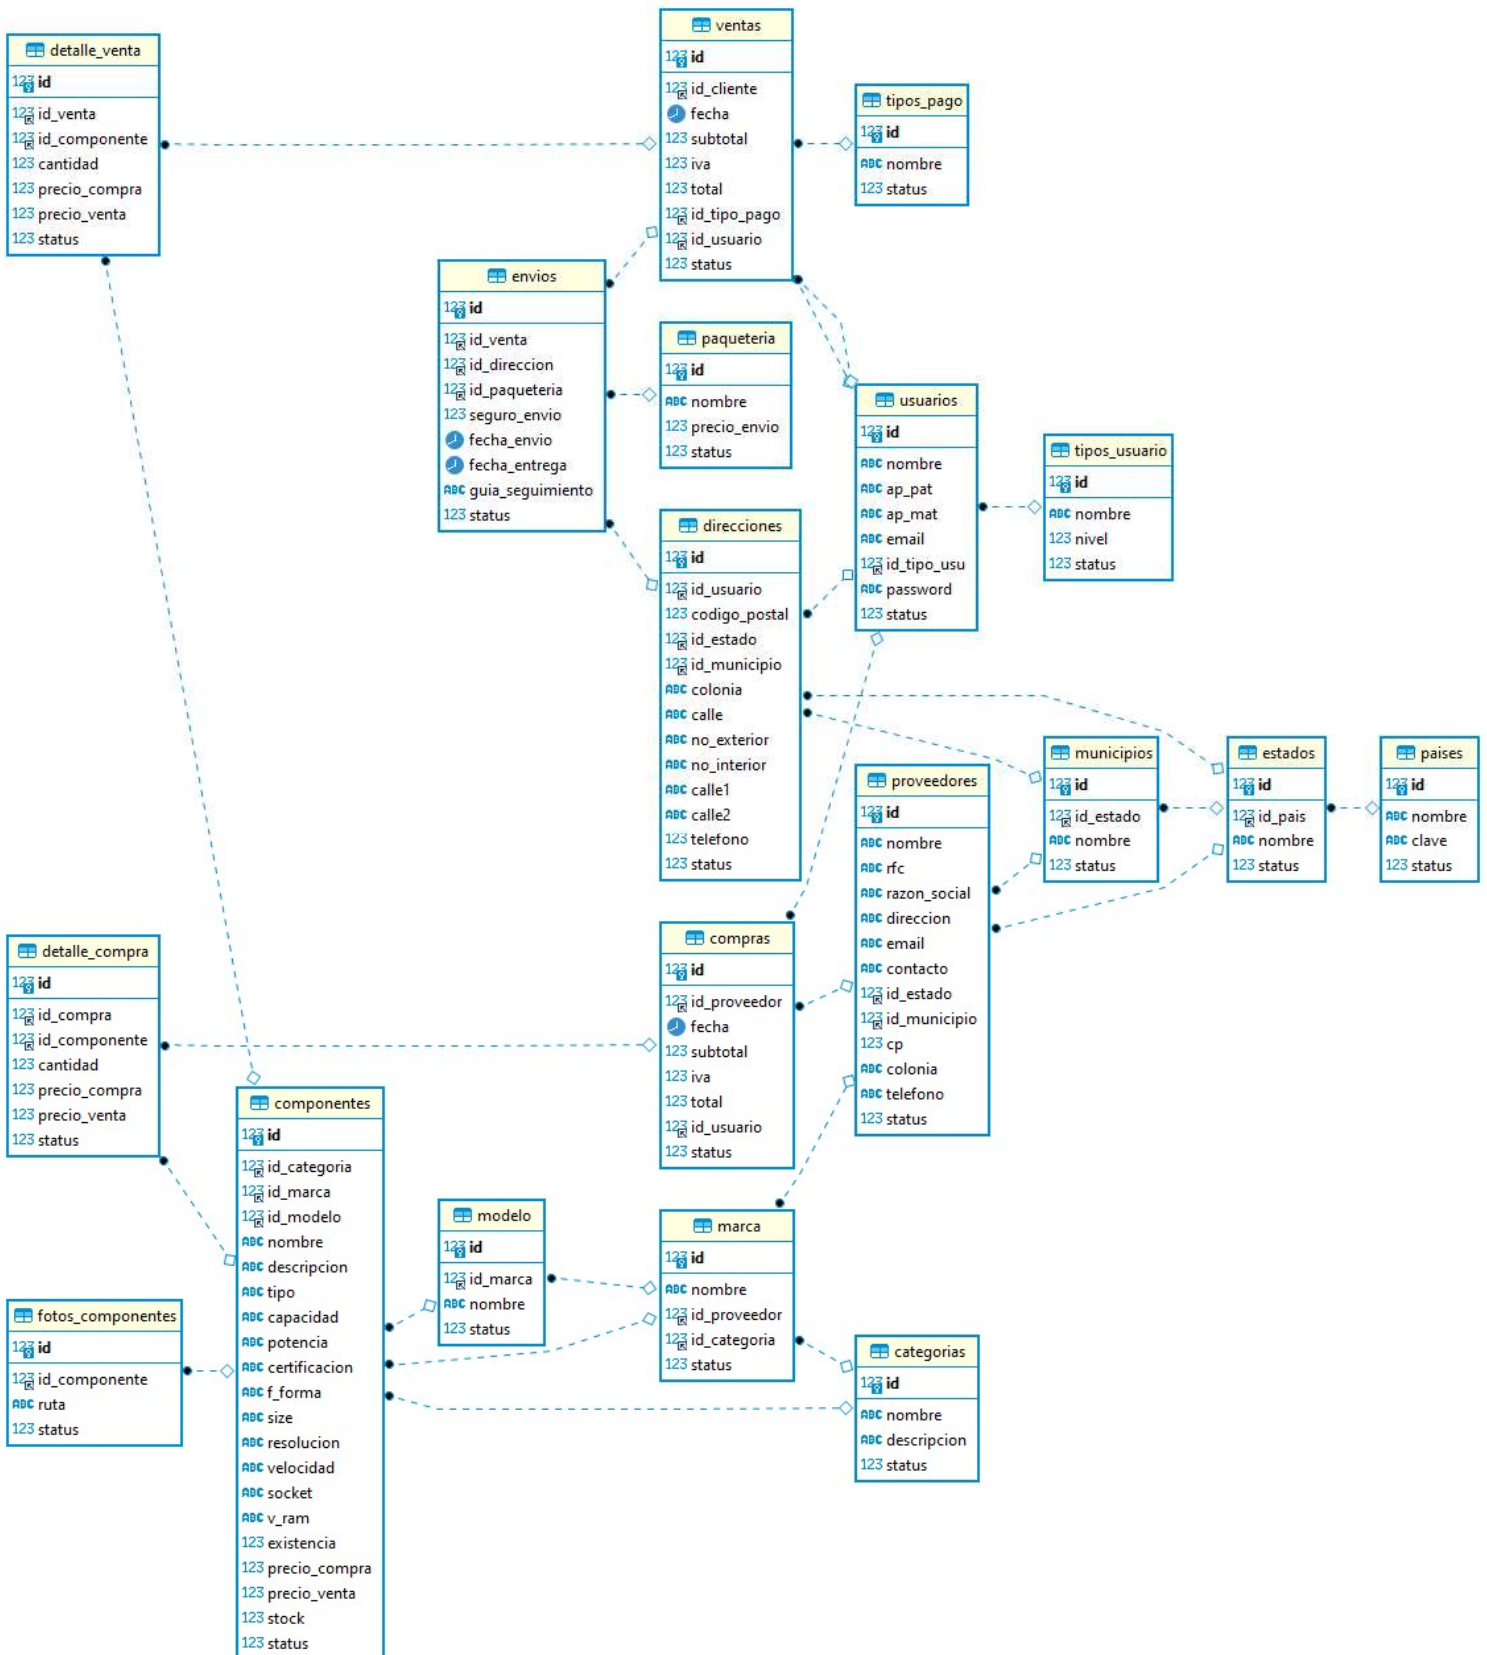 detalle_venta
id
id_venta
id_componente
cantidad
precio_compra
precio_venta
status
ventas
id
id_cliente
fecha
subtotal
iva
total
id_tipo_pago
id_usuario
status
tipos_pago
id
nombre
status
envios
id
id_venta
id_direccion
id_paqueteria
seguro_envio
fecha_envio
fecha_entrega
guia_seguimiento
status
paqueteria
id
nombre
precio_envio
status
usuarios
id
nombre
ap_pat
ap_mat
email
id_tipo_usu
password
status
tipos_usuario
id
nombre
nivel
status
direcciones
id
id_usuario
codigo_postal
id_estado
id_municipio
colonia
calle
no_exterior
no_interior
calle1
calle2
telefono
status
municipios
id
id_estado
nombre
status
estados
id
id_pais
nombre
status
paises
id
nombre
clave
status
proveedores
id
nombre
rfc
razon_social
direccion
email
contacto
id_estado
id_municipio
cp
colonia
telefono
status
detalle_compra
id
id_compra
id_componente
cantidad
precio_compra
precio_venta
status
compras
id
id_proveedor
fecha
subtotal
iva
total
id_usuario
status
componentes
id
id_categoria
id_marca
id_modelo
nombre
descripcion
tipo
capacidad
potencia
certificacion
f_forma
size
resolucion
velocidad
socket
v_ram
existencia
precio_compra
precio_venta
stock
status
modelo
id
id_marca
nombre
status
marca
id
nombre
id_proveedor
id_categoria
status
fotos_componentes
id
id_componente
ruta
status
categorias
id
nombre
descripcion
status